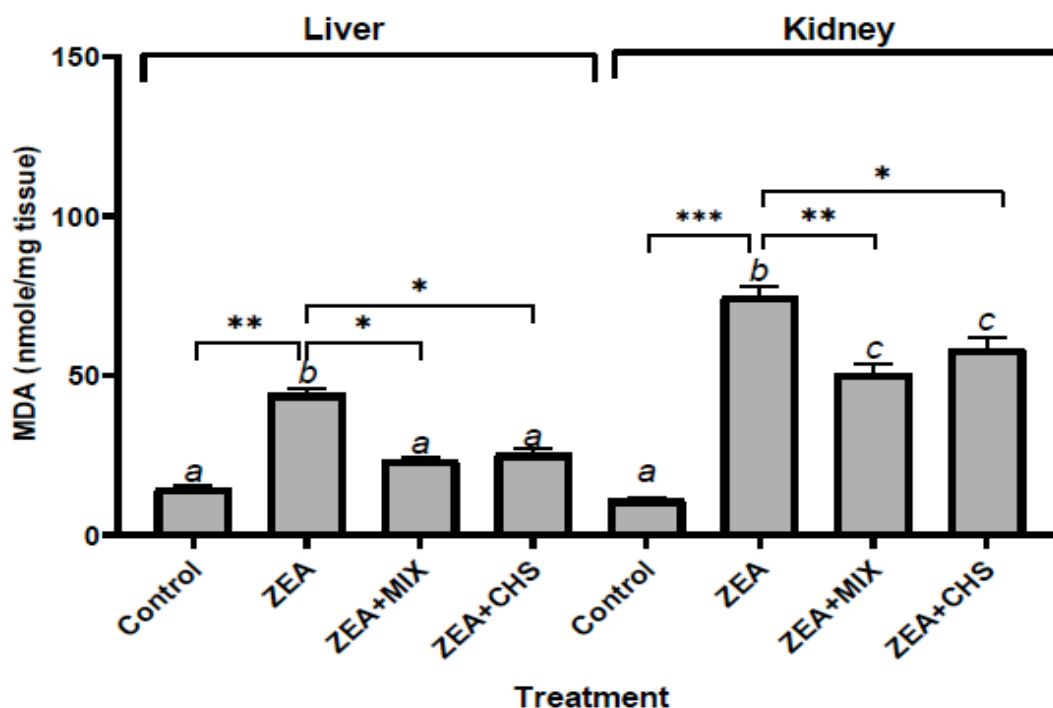 Liver Kidney
150
100
50
0
MDA (nmole/mg tissue)
* ** ***
** * *
a b a a a b c c
Control ZEA ZEA+MIX ZEA+CHS Control ZEA ZEA+MIX ZEA+CHS
Treatment